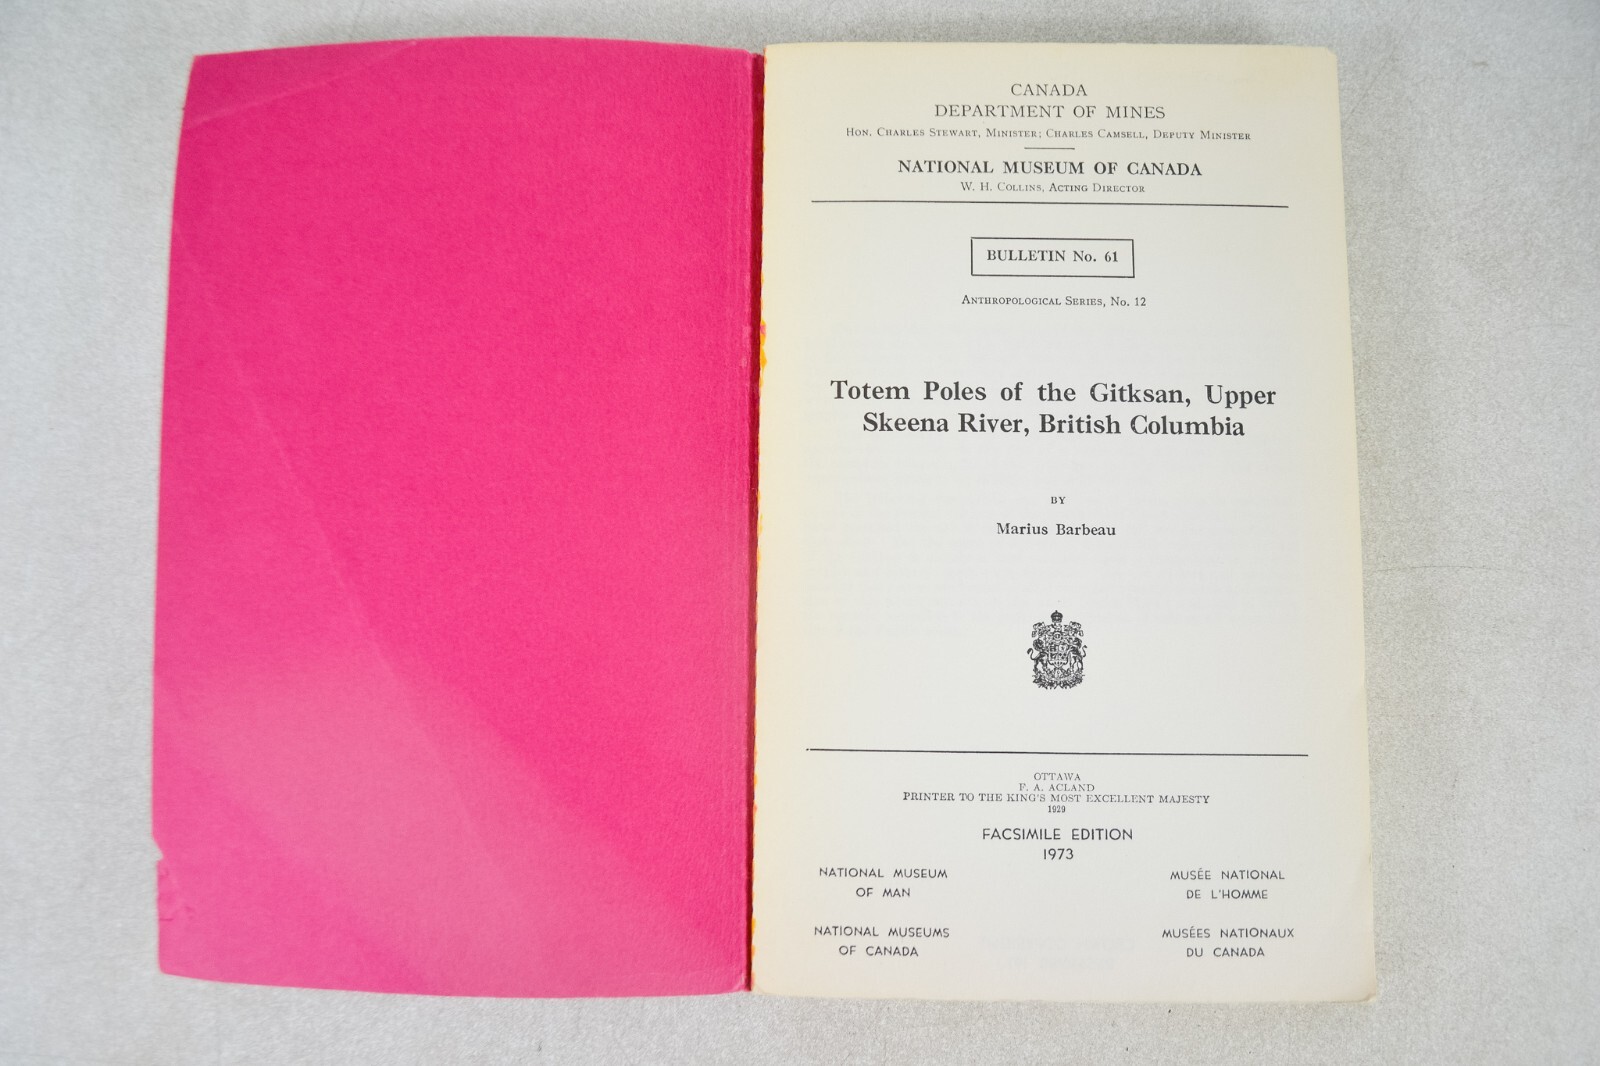 CANADA
DEPARTMENT OF MINES
HON. CHARLES STEWART, MINISTER; CHARLES CAMSELL, DEPUTY MINISTER
NATIONAL MUSEUM OF CANADA
W. H. COLLINS, ACTING DIRECTOR
BULLETIN No. 61
ANTHROPOLOGICAL SERIES, No. 12
Totem Poles of the Gitksan, Upper
Skeena River, British Columbia
BY
Marius Barbeau
OTTAWA
F. A. ACLAND
PRINTER TO THE KING'S MOST EXCELLENT MAJESTY
1929
FACSIMILE EDITION
1973
NATIONAL MUSEUM
OF MAN
MUSÉE NATIONAL
DE L'HOMME
NATIONAL MUSEUMS
OF CANADA
MUSÉES NATIONAUX
DU CANADA